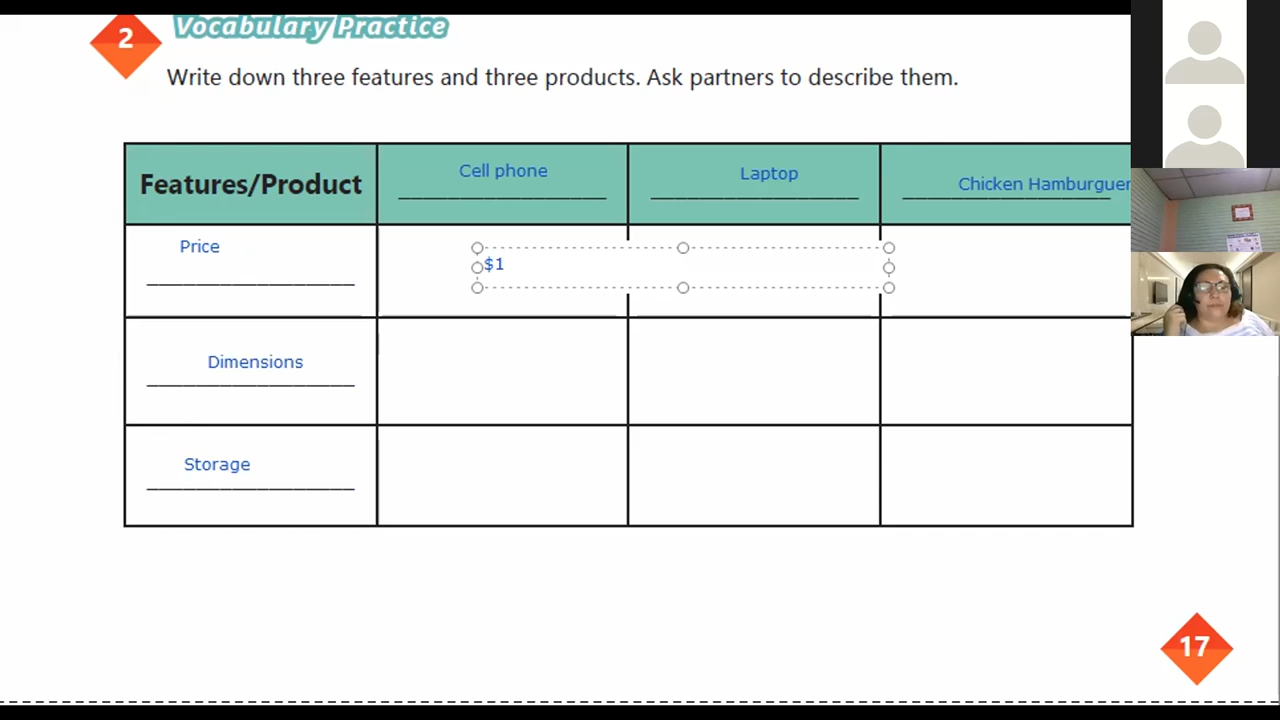 2
Vocabulary Practice
Write down three features and three products. Ask partners to describe them.
Features/Product
Cell phone
Laptop
Chicken Hamburguer
Price
$1
Dimensions
Storage
17